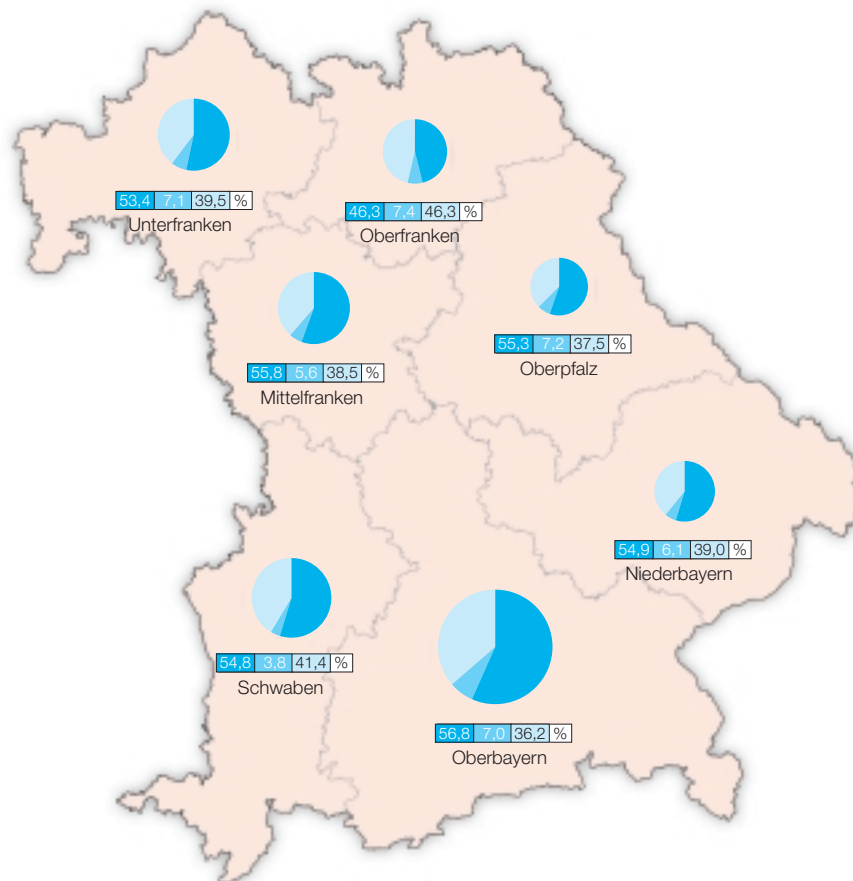 53,4 7,1 39,5 %
Unterfranken
46,3 7,4 46,3 %
Oberfranken
55,8 5,6 38,5 %
Mittelfranken
55,3 7,2 37,5 %
Oberpfalz
54,9 6,1 39,0 %
Niederbayern
54,8 3,8 41,4 %
Schwaben
56,8 7,0 36,2 %
Oberbayern